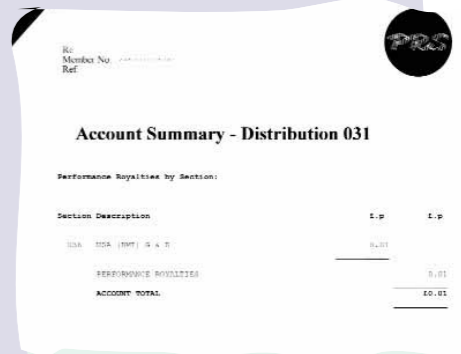 PRS
Re
Member No.
Ref
Account Summary - Distribution 031
Performance Royalties by Section:
Section Description £.p £.p
USA USA (BMI) G & D 0.01
PERFORMANCE ROYALTIES 0.01
ACCOUNT TOTAL £0.01